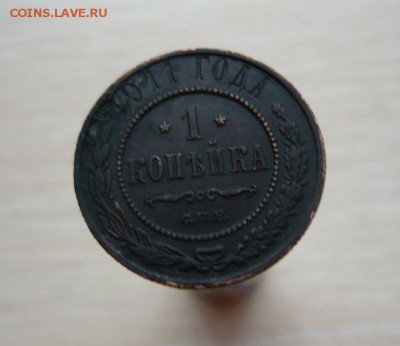 COINS.LAVE.RU
1911 ГОДА
* 1 *
КОПѢЙКА
С.П.Б.